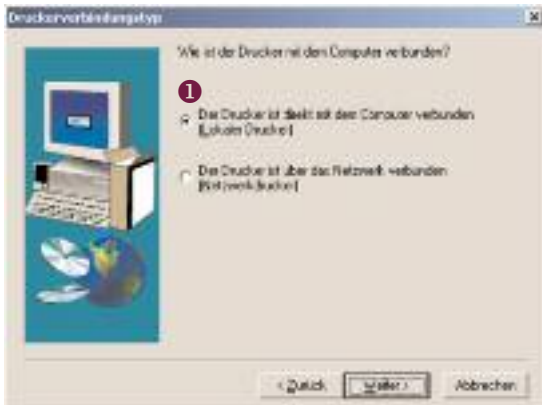 Druckerverbindungstyp
Wie ist der Drucker mit dem Computer verbunden?
1
Der Drucker ist direkt mit dem Computer verbunden
(Lokaler Drucker)
Der Drucker ist über das Netzwerk verbunden
(Netzwerkdrucker)
< Zurück
Weiter >
Abbrechen